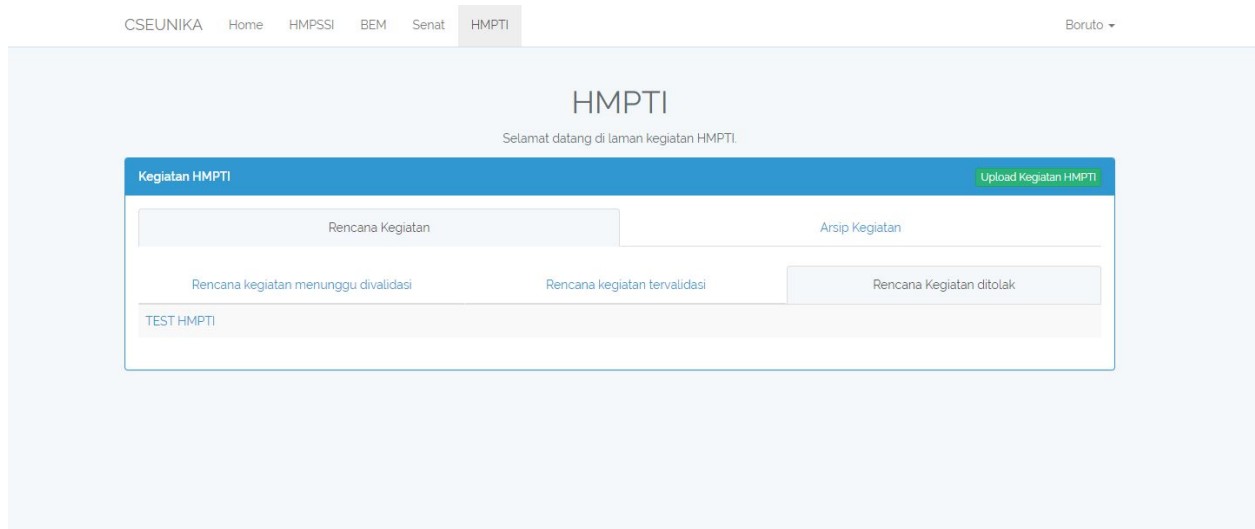 CSEUNIKA Home HMPSSI BEM Senat HMPTI Boruto
HMPTI
Selamat datang di laman kegiatan HMPTI.
Kegiatan HMPTI Upload Kegiatan HMPTI
Rencana Kegiatan Arsip Kegiatan
Rencana kegiatan menunggu divalidasi Rencana kegiatan tervalidasi Rencana Kegiatan ditolak
TEST HMPTI